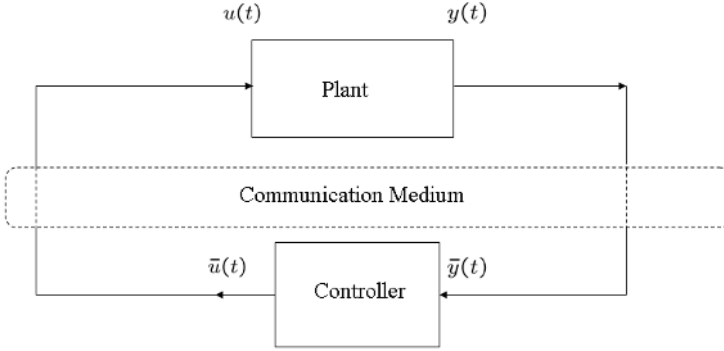 u(t) y(t)
Plant
Communication Medium
ū(t) ȳ(t)
Controller